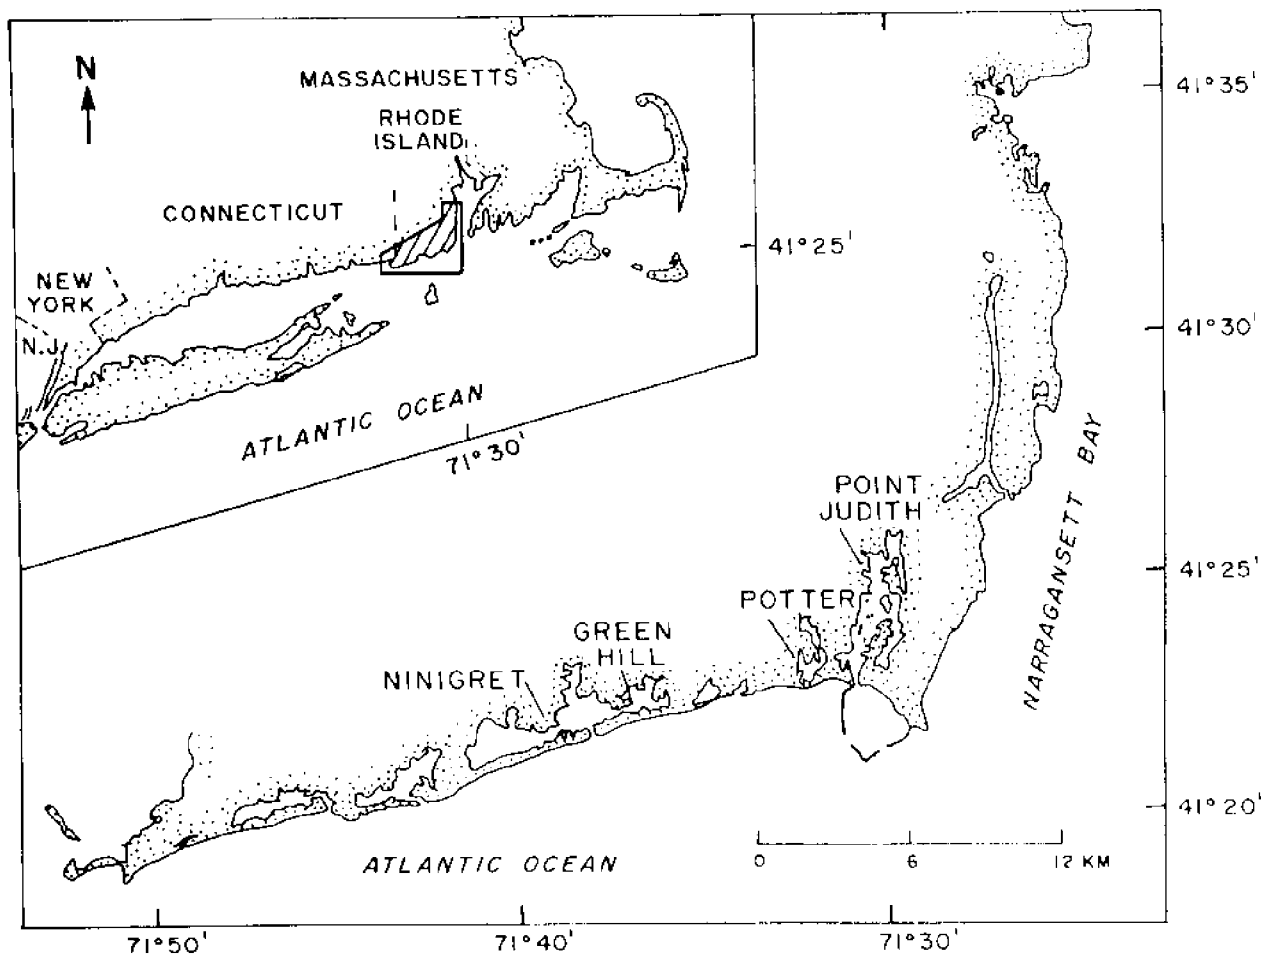 N
MASSACHUSETTS
RHODE
ISLAND
CONNECTICUT
NEW
YORK
N.J.
ATLANTIC OCEAN
41°25'
71°30'
41°35'
41°30'
41°25'
41°20'
POINT
JUDITH
POTTER
GREEN
HILL
NINIGRET
NARRAGANSETT BAY
ATLANTIC OCEAN
0 6 12 KM
71°50' 71°40' 71°30'